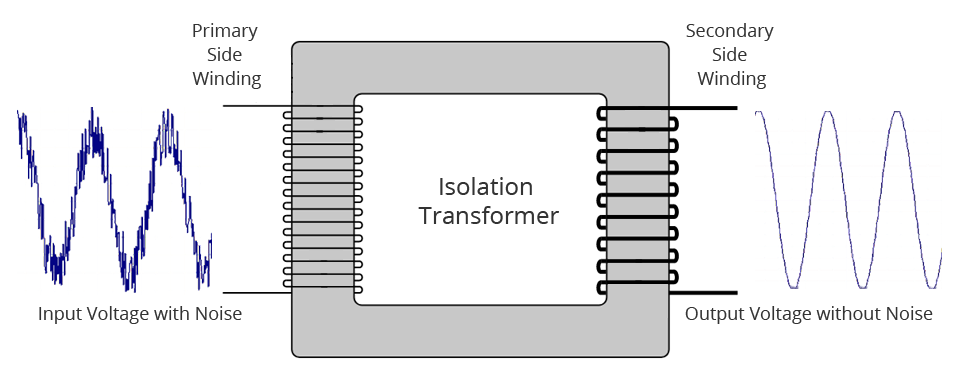 Primary
Side
Winding
Secondary
Side
Winding
Isolation
Transformer
Input Voltage with Noise
Output Voltage without Noise